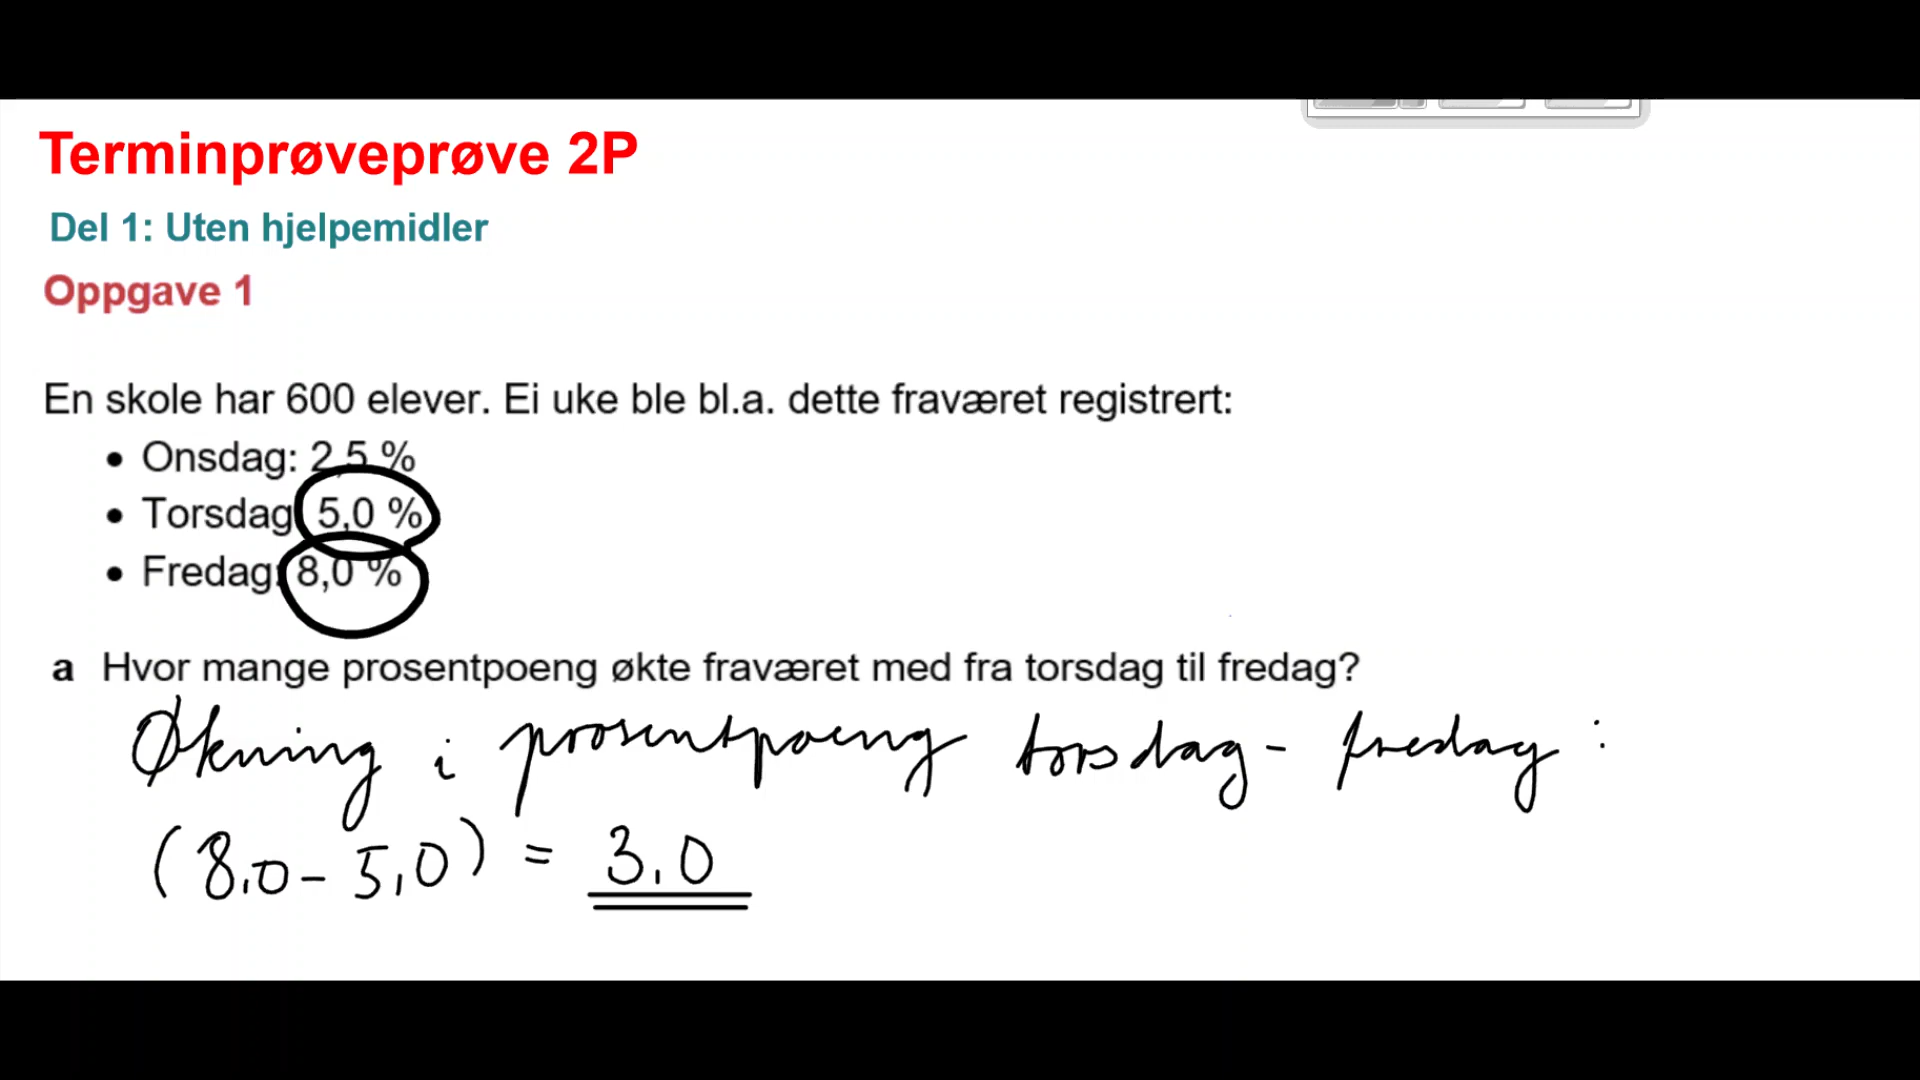 Terminprøveprøve 2P
Del 1: Uten hjelpemidler
Oppgave 1
En skole har 600 elever. Ei uke ble bl.a. dette fraværet registrert:
• Onsdag: 2,5 %
• Torsdag: 5,0 %
• Fredag: 8,0 %
a Hvor mange prosentpoeng økte fraværet med fra torsdag til fredag?
Økning i prosentpoeng torsdag - fredag :
(8,0 - 5,0) = 3,0